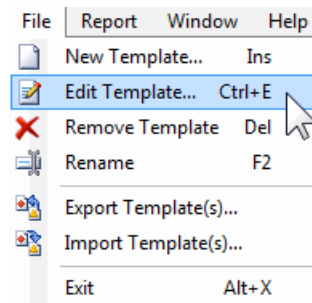 File Report Window Help
New Template... Ins
Edit Template... Ctrl+E
Remove Template Del
Rename F2
Export Template(s)...
Import Template(s)...
Exit Alt+X